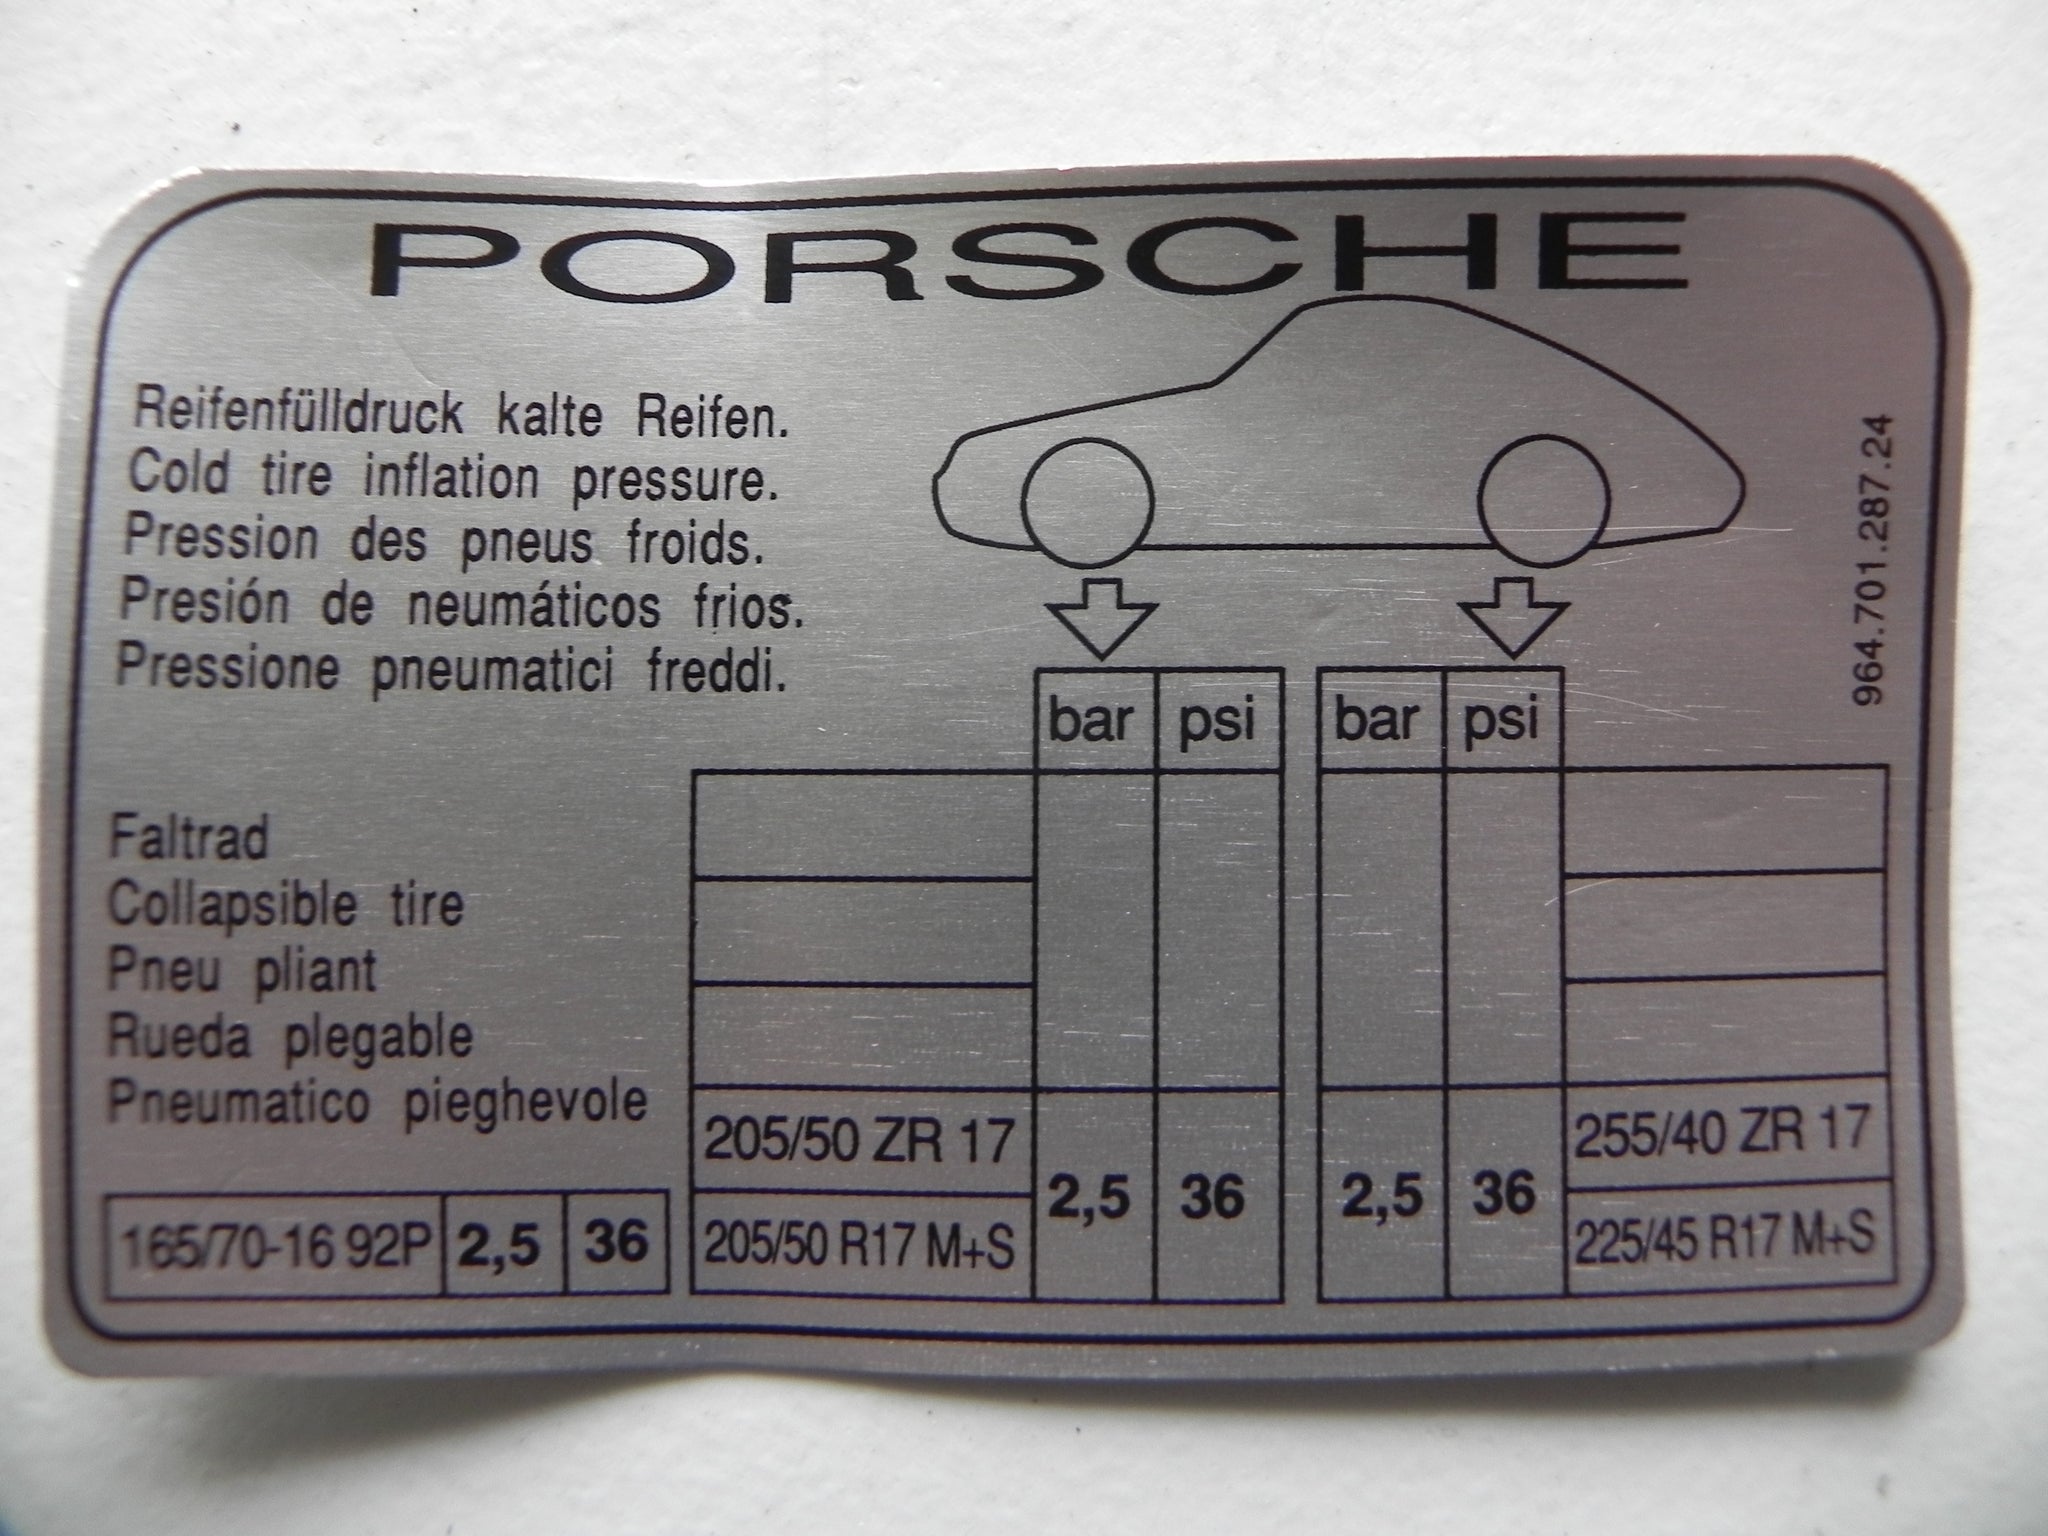 PORSCHE
Reifenfülldruck kalte Reifen.
Cold tire inflation pressure.
Pression des pneus froids.
Presión de neumáticos frios.
Pressione pneumatici freddi.
964.701.287.24
bar psi bar psi
Faltrad
Collapsible tire
Pneu pliant
Rueda plegable
Pneumatico pieghevole
165/70-16 92P 2,5 36
205/50 ZR 17 255/40 ZR 17
2,5 36 2,5 36
205/50 R17 M+S 225/45 R17 M+S